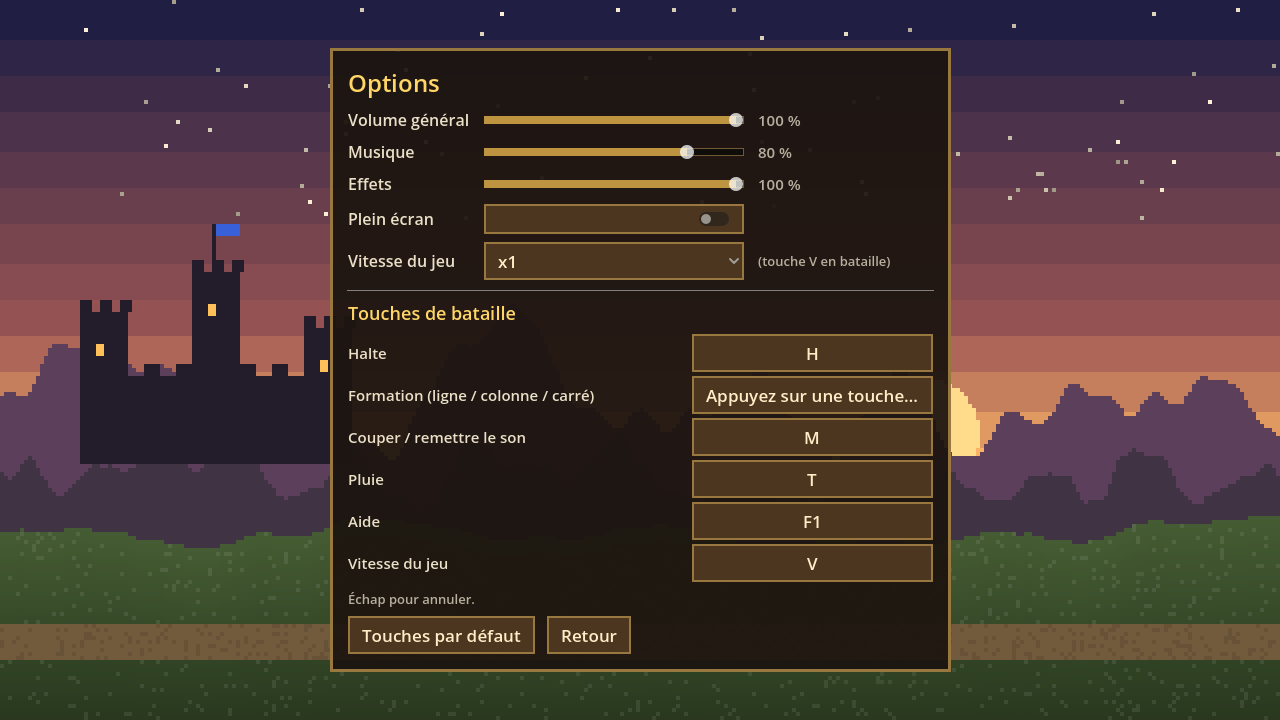 Options
Volume général 100 %
Musique 80 %
Effets 100 %
Plein écran
Vitesse du jeu x1 (touche V en bataille)
Touches de bataille
Halte H
Formation (ligne / colonne / carré) Appuyez sur une touche...
Couper / remettre le son M
Pluie T
Aide F1
Vitesse du jeu V
Échap pour annuler.
Touches par défaut Retour